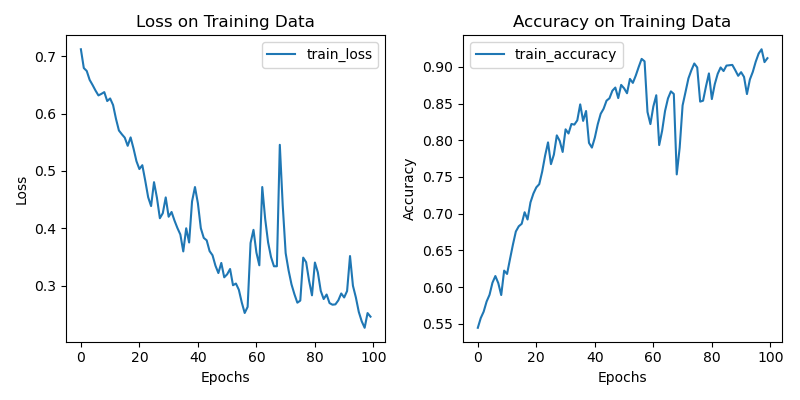 Loss on Training Data
train_loss
0.7
0.6
0.5
0.4
0.3
Loss
0 20 40 60 80 100
Epochs
Accuracy on Training Data
train_accuracy
0.90
0.85
0.80
0.75
0.70
0.65
0.60
0.55
Accuracy
0 20 40 60 80 100
Epochs